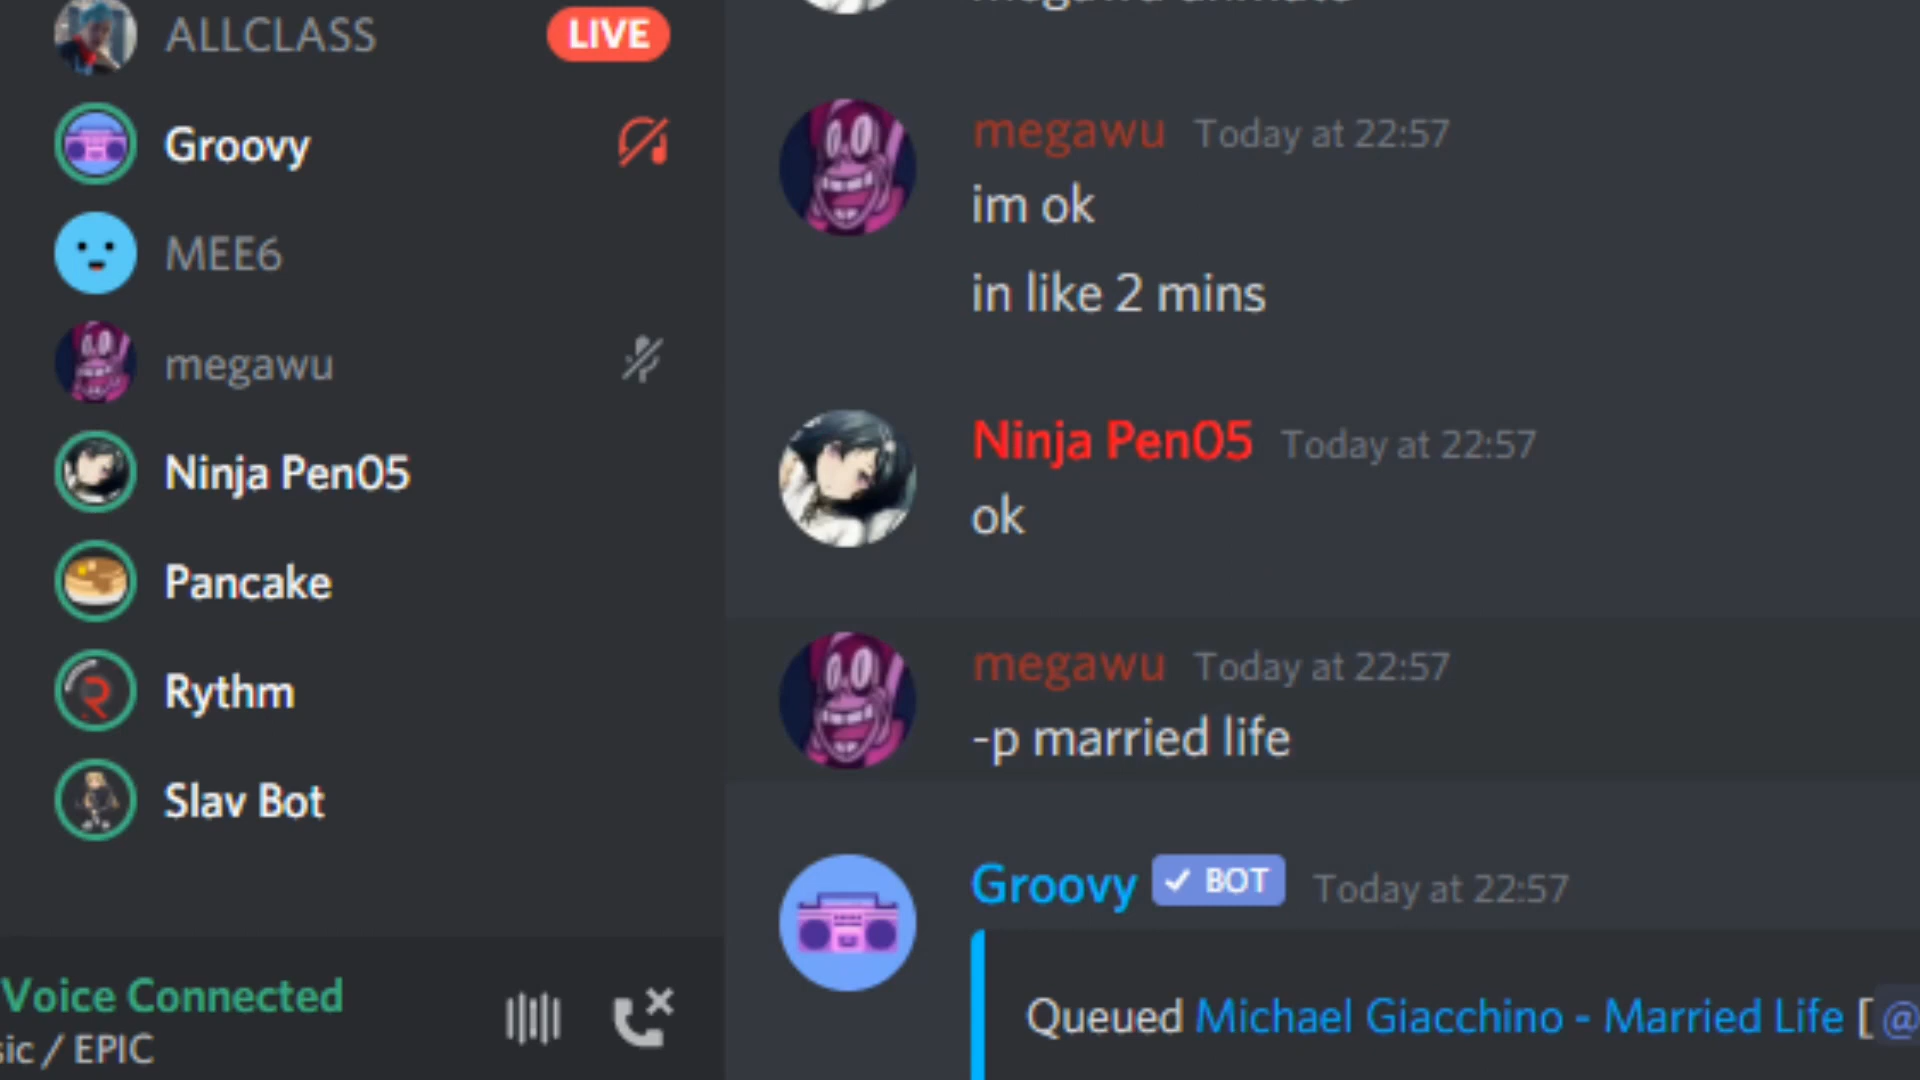 ALLCLASS
LIVE
Groovy
MEE6
megawu
Ninja Pen05
Pancake
Rythm
Slav Bot
Voice Connected
sic / EPIC
megawu Today at 22:57
im ok
in like 2 mins
Ninja Pen05 Today at 22:57
ok
megawu Today at 22:57
-p married life
Groovy BOT Today at 22:57
Queued Michael Giacchino - Married Life [@